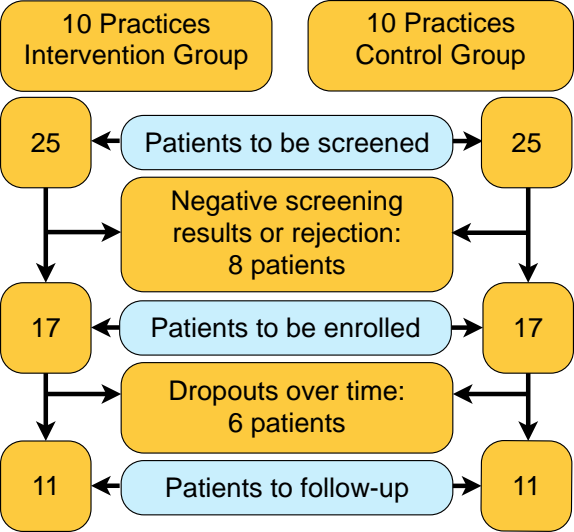 10 Practices
Intervention Group
10 Practices
Control Group
25
Patients to be screened
25
Negative screening
results or rejection:
8 patients
17
Patients to be enrolled
17
Dropouts over time:
6 patients
11
Patients to follow-up
11